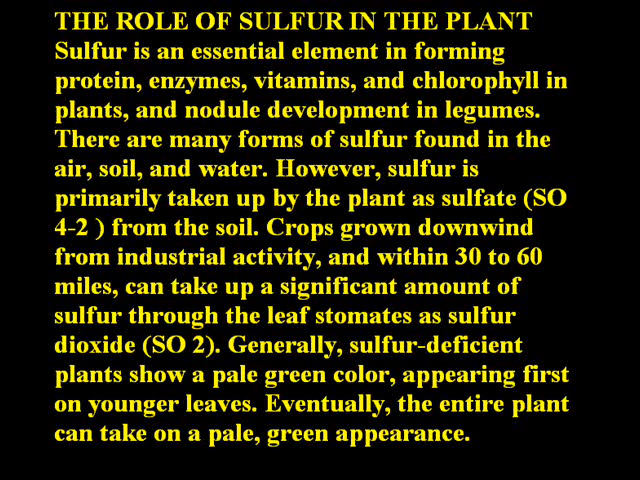 THE ROLE OF SULFUR IN THE PLANT
Sulfur is an essential element in forming
protein, enzymes, vitamins, and chlorophyll in
plants, and nodule development in legumes.
There are many forms of sulfur found in the
air, soil, and water. However, sulfur is
primarily taken up by the plant as sulfate (SO
4-2 ) from the soil. Crops grown downwind
from industrial activity, and within 30 to 60
miles, can take up a significant amount of
sulfur through the leaf stomates as sulfur
dioxide (SO 2). Generally, sulfur-deficient
plants show a pale green color, appearing first
on younger leaves. Eventually, the entire plant
can take on a pale, green appearance.